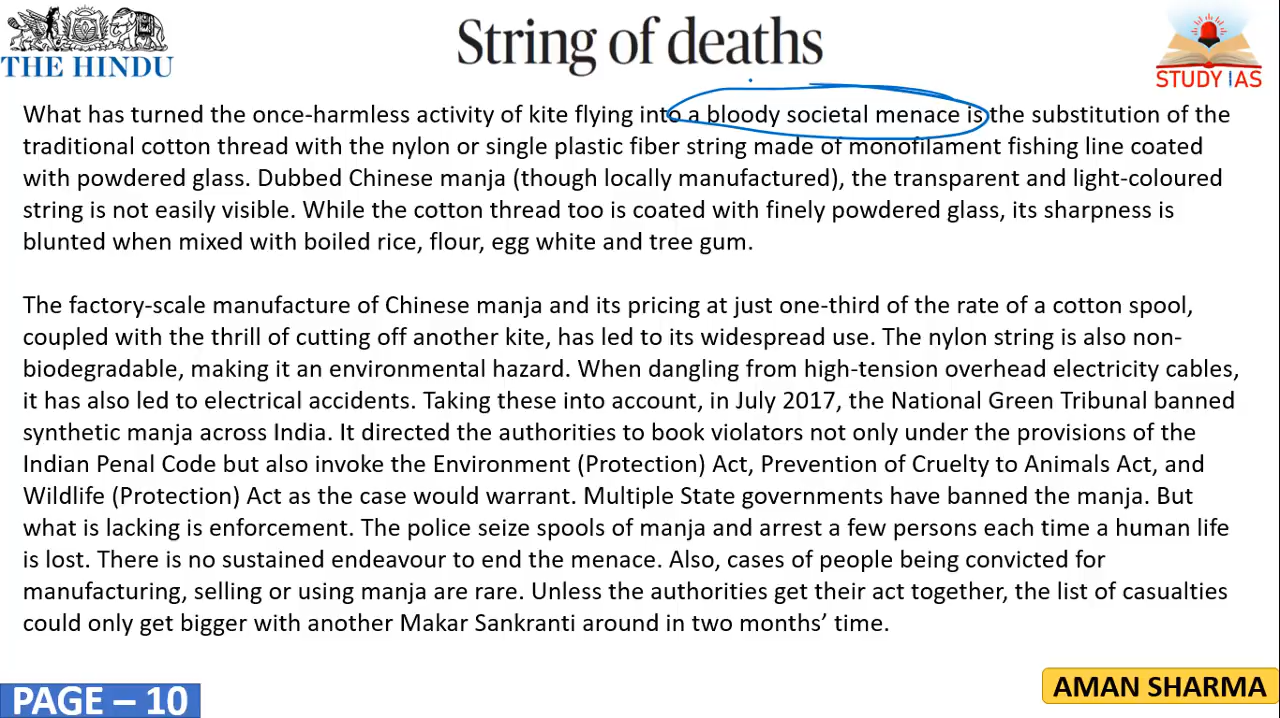 THE HINDU
String of deaths
STUDY IAS
What has turned the once-harmless activity of kite flying into a bloody societal menace is the substitution of the
traditional cotton thread with the nylon or single plastic fiber string made of monofilament fishing line coated
with powdered glass. Dubbed Chinese manja (though locally manufactured), the transparent and light-coloured
string is not easily visible. While the cotton thread too is coated with finely powdered glass, its sharpness is
blunted when mixed with boiled rice, flour, egg white and tree gum.
The factory-scale manufacture of Chinese manja and its pricing at just one-third of the rate of a cotton spool,
coupled with the thrill of cutting off another kite, has led to its widespread use. The nylon string is also non-
biodegradable, making it an environmental hazard. When dangling from high-tension overhead electricity cables,
it has also led to electrical accidents. Taking these into account, in July 2017, the National Green Tribunal banned
synthetic manja across India. It directed the authorities to book violators not only under the provisions of the
Indian Penal Code but also invoke the Environment (Protection) Act, Prevention of Cruelty to Animals Act, and
Wildlife (Protection) Act as the case would warrant. Multiple State governments have banned the manja. But
what is lacking is enforcement. The police seize spools of manja and arrest a few persons each time a human life
is lost. There is no sustained endeavour to end the menace. Also, cases of people being convicted for
manufacturing, selling or using manja are rare. Unless the authorities get their act together, the list of casualties
could only get bigger with another Makar Sankranti around in two months’ time.
PAGE – 10
AMAN SHARMA